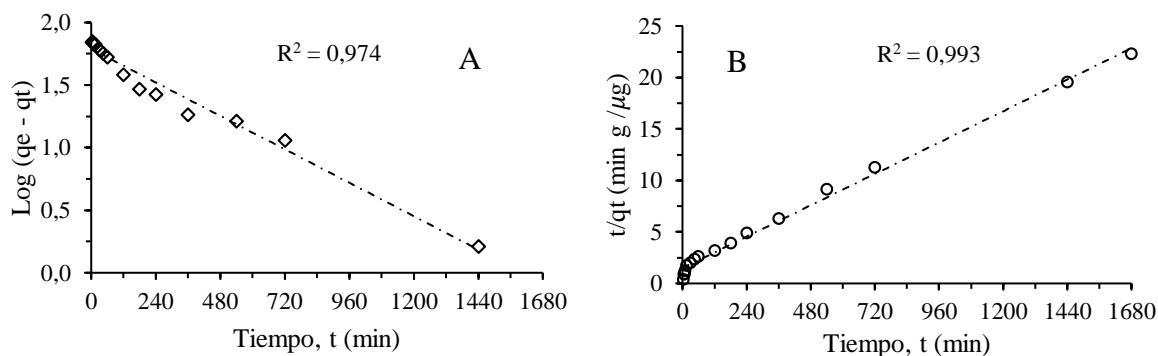 R² = 0,974
A
Log (qe - qt)
2,0
1,5
1,0
0,5
0,0
0 240 480 720 960 1200 1440 1680
Tiempo, t (min)
B
R² = 0,993
t/qt (min g /µg)
25
20
15
10
5
0
0 240 480 720 960 1200 1440 1680
Tiempo, t (min)